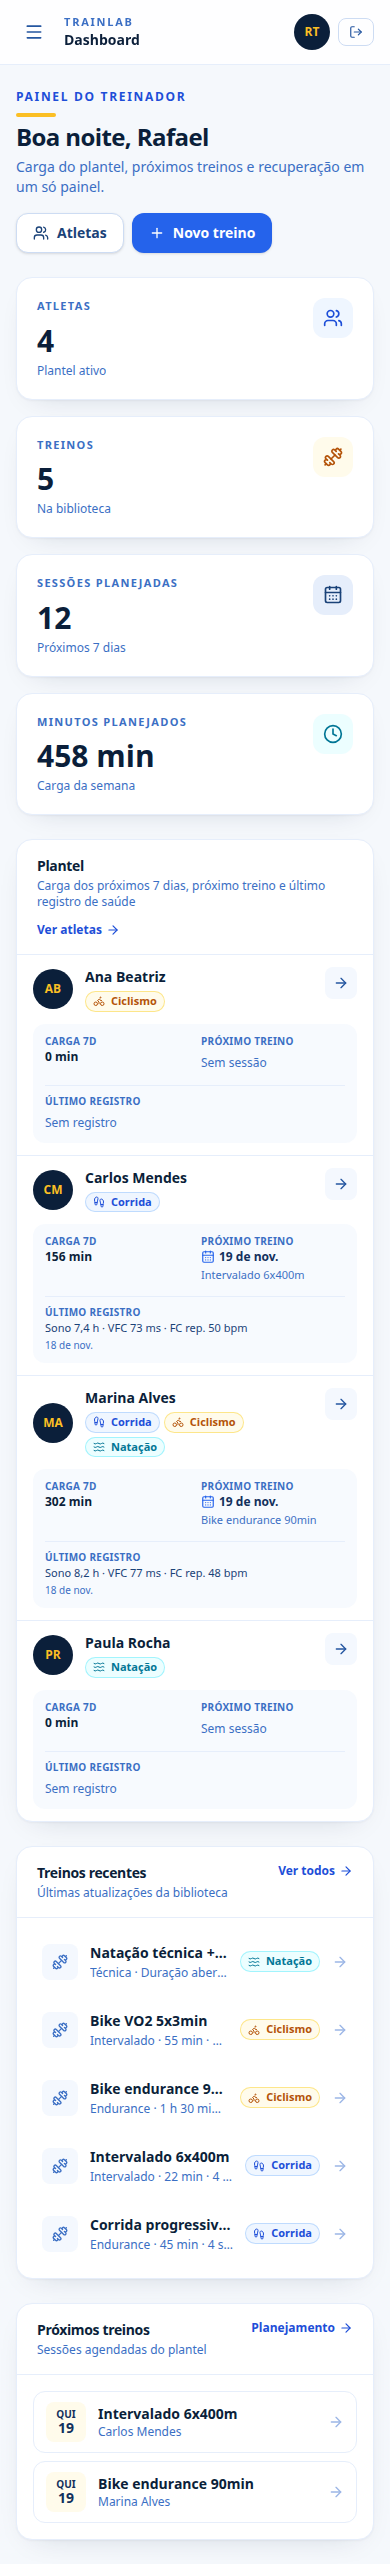 TRAINLAB
Dashboard
RT
PAINEL DO TREINADOR
Boa noite, Rafael
Carga do plantel, próximos treinos e recuperação em
um só painel.
Atletas
Novo treino
ATLETAS
4
Plantel ativo
TREINOS
5
Na biblioteca
SESSÕES PLANEJADAS
12
Próximos 7 dias
MINUTOS PLANEJADOS
458 min
Carga da semana
Plantel
Carga dos próximos 7 dias, próximo treino e último
registro de saúde
Ver atletas
AB
Ana Beatriz
Ciclismo
CARGA 7D
0 min
PRÓXIMO TREINO
Sem sessão
ÚLTIMO REGISTRO
Sem registro
CM
Carlos Mendes
Corrida
CARGA 7D
156 min
PRÓXIMO TREINO
19 de nov.
Intervalado 6x400m
ÚLTIMO REGISTRO
Sono 7,4 h · VFC 73 ms · FC rep. 50 bpm
18 de nov.
MA
Marina Alves
Corrida
Ciclismo
Natação
CARGA 7D
302 min
PRÓXIMO TREINO
19 de nov.
Bike endurance 90min
ÚLTIMO REGISTRO
Sono 8,2 h · VFC 77 ms · FC rep. 48 bpm
18 de nov.
PR
Paula Rocha
Natação
CARGA 7D
0 min
PRÓXIMO TREINO
Sem sessão
ÚLTIMO REGISTRO
Sem registro
Treinos recentes
Ver todos
Últimas atualizações da biblioteca
Natação técnica +...
Técnica · Duração aber...
Natação
Bike VO2 5x3min
Intervalado · 55 min · ...
Ciclismo
Bike endurance 9...
Endurance · 1 h 30 mi...
Ciclismo
Intervalado 6x400m
Intervalado · 22 min · 4 ...
Corrida
Corrida progressiv...
Endurance · 45 min · 4 s...
Corrida
Próximos treinos
Planejamento
Sessões agendadas do plantel
QUI
19
Intervalado 6x400m
Carlos Mendes
QUI
19
Bike endurance 90min
Marina Alves